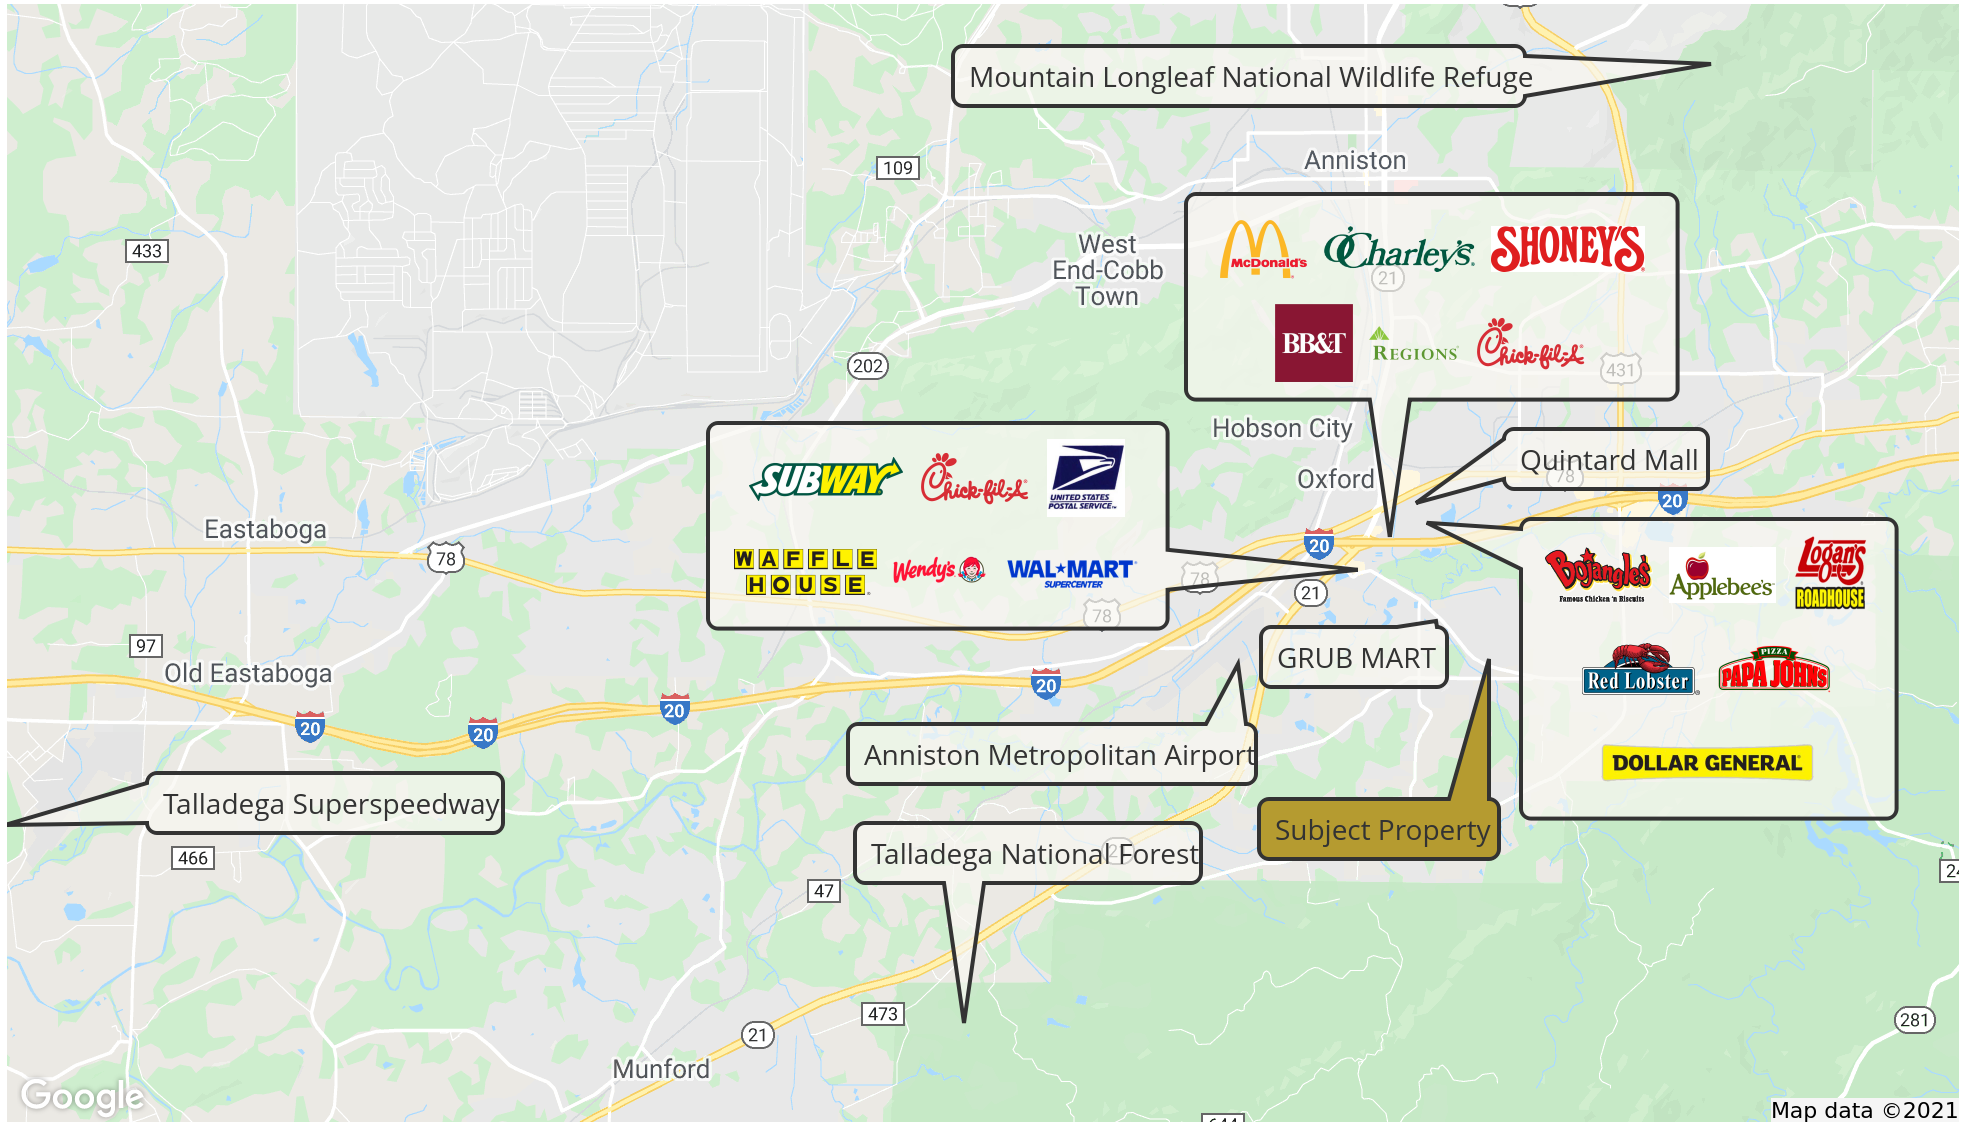 Mountain Longleaf National Wildlife Refuge
Anniston
109
433
West
End-Cobb
Town
McDonald's
O'Charley's
SHONEY'S
21
BB&T
REGIONS
Chick-fil-A
431
202
Hobson City
Oxford
Quintard Mall
78
20
SUBWAY
Chick-fil-A
UNITED STATES
POSTAL SERVICE
WAFFLE
HOUSE
Wendy's
WAL★MART
SUPERCENTER
78
78
20
21
Eastaboga
78
Bojangles'
Famous Chicken 'n Biscuits
Applebee's
Logan's
ROADHOUSE
Red Lobster
PIZZA
PAPA JOHNS
DOLLAR GENERAL
GRUB MART
97
Old Eastaboga
20
20
20
20
Anniston Metropolitan Airport
Talladega Superspeedway
Subject Property
Talladega National Forest
466
47
473
21
281
Munford
Google
Map data ©2021